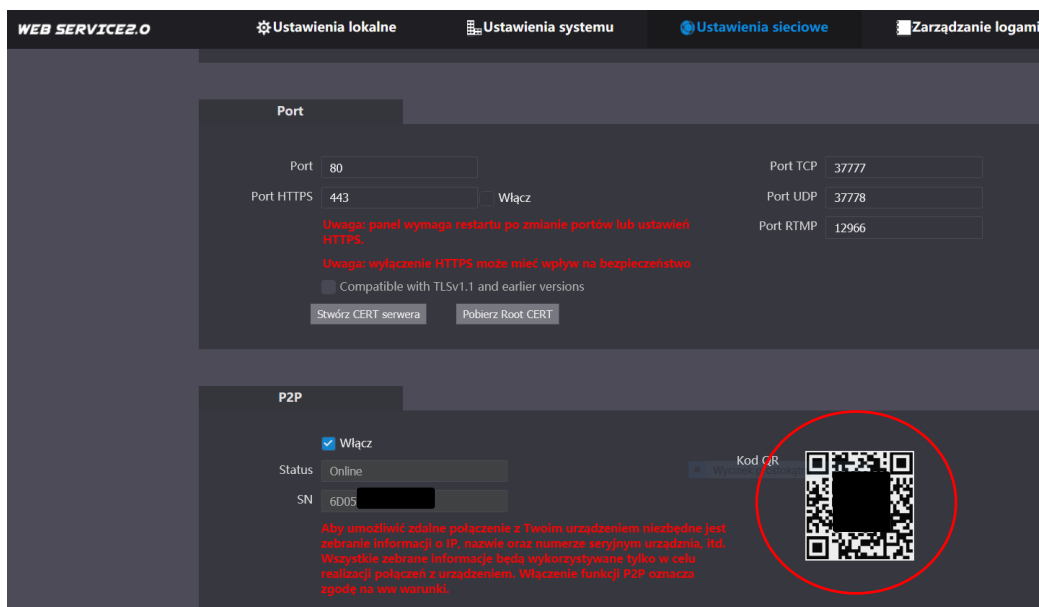 WEB SERVICE2.0
Ustawienia lokalne
Ustawienia systemu
Ustawienia sieciowe
Zarządzanie logami
Port
Port 80
Port TCP 37777
Port HTTPS 443 Włącz
Port UDP 37778
Uwaga: panel wymaga restartu po zmianie portów lub ustawień
HTTPS.
Port RTMP 12966
Uwaga: wyłączenie HTTPS może mieć wpływ na bezpieczeństwo
Compatible with TLSv1.1 and earlier versions
Stwórz CERT serwera
Pobierz Root CERT
P2P
Włącz
Status Online
Kod QR
SN 6D05
Aby umożliwić zdalne połączenie z Twoim urządzeniem niezbędne jest
zebranie informacji o IP, nazwie oraz numerze seryjnym urządznia, itd.
Wszystkie zebrane informacje będą wykorzystywane tylko w celu
realizacji połączeń z urządzeniem. Włączenie funkcji P2P oznacza
zgodę na ww warunki.